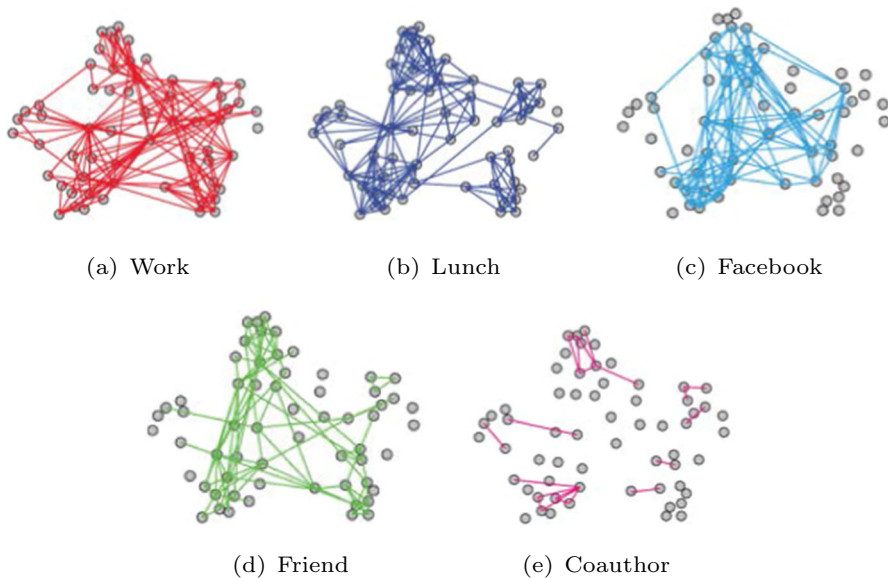 (a) Work
(b) Lunch
(c) Facebook
(d) Friend
(e) Coauthor